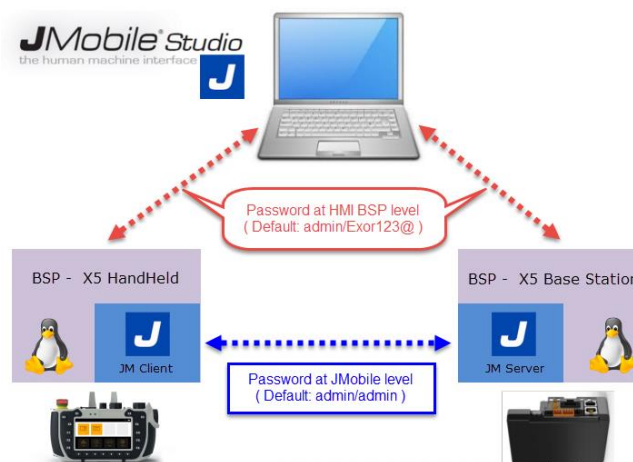 JMobile® Studio
the human machine interface
J
Password at HMI BSP level
( Default: admin/Exor123@ )
BSP - X5 HandHeld
BSP - X5 Base Station
J
JM Client
J
JM Server
Password at JMobile level
( Default: admin/admin )